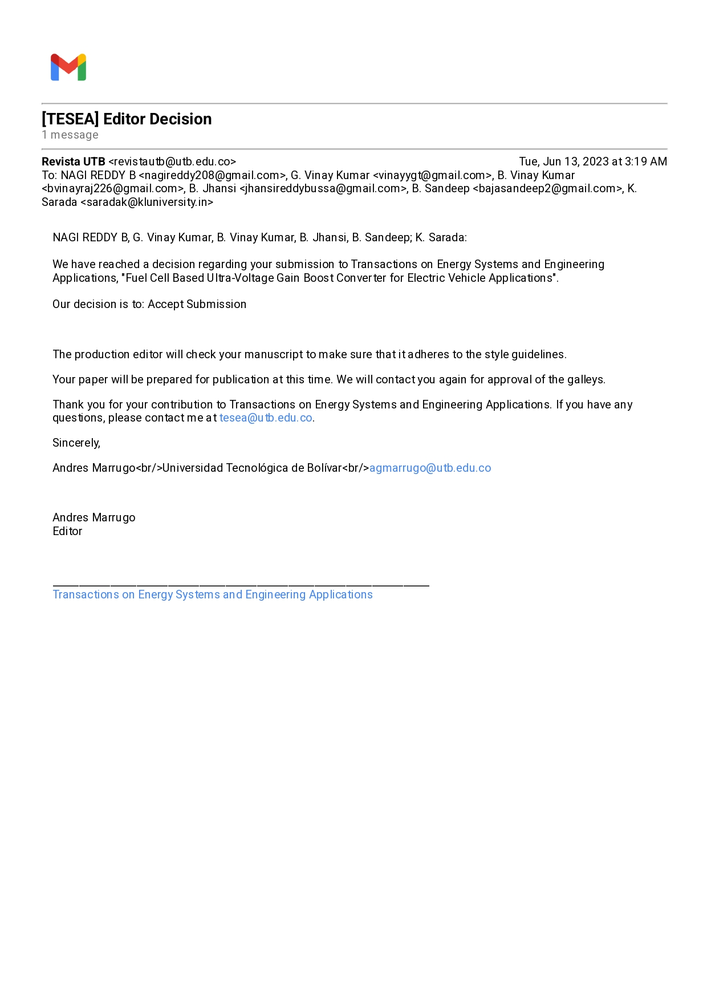 [TESEA] Editor Decision
1 message
Revista UTB <revistautb@utb.edu.co> Tue, Jun 13, 2023 at 3:19 AM
To: NAGI REDDY B <nagireddy208@gmail.com>, G. Vinay Kumar <vinayygt@gmail.com>, B. Vinay Kumar
<bvinayraj226@gmail.com>, B. Jhansi <jhansireddybussa@gmail.com>, B. Sandeep <bajasandeep2@gmail.com>, K.
Sarada <saradak@kluniversity.in>
NAGI REDDY B, G. Vinay Kumar, B. Vinay Kumar, B. Jhansi, B. Sandeep; K. Sarada:
We have reached a decision regarding your submission to Transactions on Energy Systems and Engineering
Applications, "Fuel Cell Based Ultra-Voltage Gain Boost Converter for Electric Vehicle Applications".
Our decision is to: Accept Submission
The production editor will check your manuscript to make sure that it adheres to the style guidelines.
Your paper will be prepared for publication at this time. We will contact you again for approval of the galleys.
Thank you for your contribution to Transactions on Energy Systems and Engineering Applications. If you have any
questions, please contact me at tesea@utb.edu.co.
Sincerely,
Andres Marrugo<br/>Universidad Tecnológica de Bolívar<br/>agmarrugo@utb.edu.co
Andres Marrugo
Editor
Transactions on Energy Systems and Engineering Applications